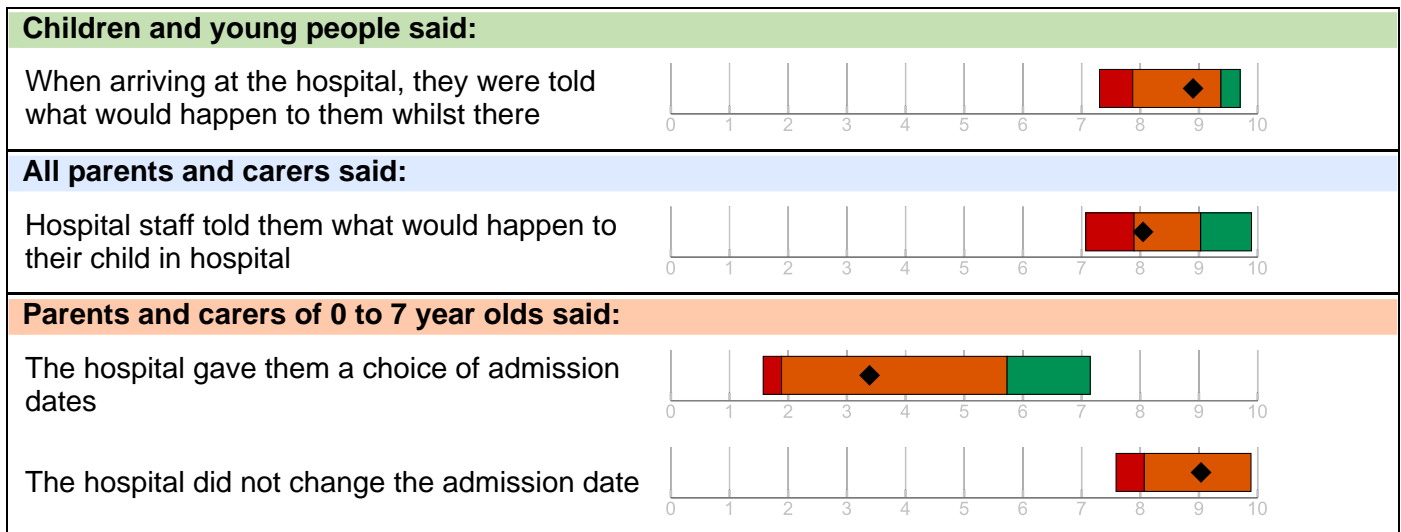 Children and young people said:
When arriving at the hospital, they were told
what would happen to them whilst there
0 1 2 3 4 5 6 7 8 9 10
All parents and carers said:
Hospital staff told them what would happen to
their child in hospital
0 1 2 3 4 5 6 7 8 9 10
Parents and carers of 0 to 7 year olds said:
The hospital gave them a choice of admission
dates
0 1 2 3 4 5 6 7 8 9 10
The hospital did not change the admission date
0 1 2 3 4 5 6 7 8 9 10